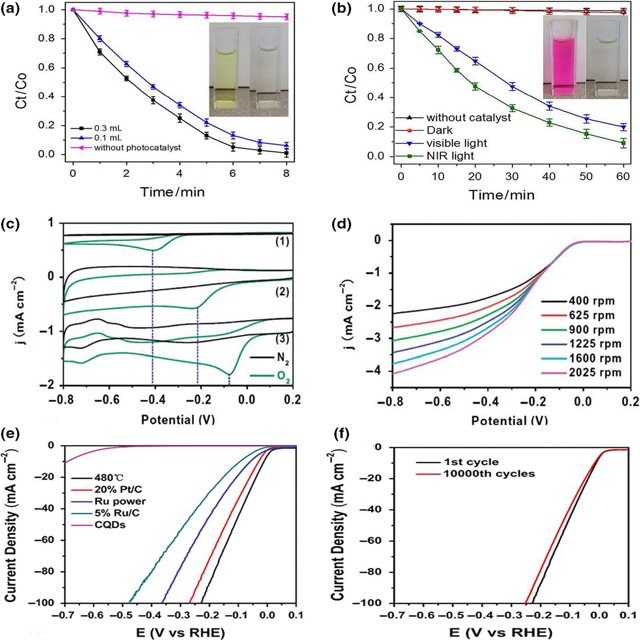 (a)
Ct/Co
1.0
0.8
0.6
0.4
0.2
0.0
0.3 mL
0.1 mL
without photocatalyst
0 2 4 6 8
Time/min
(b)
Ct/Co
1.0
0.8
0.6
0.4
0.2
0.0
without catalyst
Dark
visible light
NIR light
0 10 20 30 40 50 60
Time/min
(c)
j (mA cm⁻²)
1
0
−1
−2
(1)
(2)
(3)
N₂
O₂
−0.8 −0.6 −0.4 −0.2 0.0 0.2
Potential (V)
(d)
j (mA cm⁻²)
0
−1
−2
−3
−4
400 rpm
625 rpm
900 rpm
1225 rpm
1600 rpm
2025 rpm
−0.8 −0.6 −0.4 −0.2 0.0 0.2
Potential (V)
(e)
Current Density (mA cm⁻²)
0
−20
−40
−60
−80
−100
480℃
20% Pt/C
Ru power
5% Ru/C
CQDs
−0.7 −0.6 −0.5 −0.4 −0.3 −0.2 −0.1 0.0 0.1
E (V vs RHE)
(f)
Current Density (mA cm⁻²)
0
−20
−40
−60
−80
−100
1st cycle
10000th cycles
−0.7 −0.6 −0.5 −0.4 −0.3 −0.2 −0.1 0.0 0.1
E (V vs RHE)